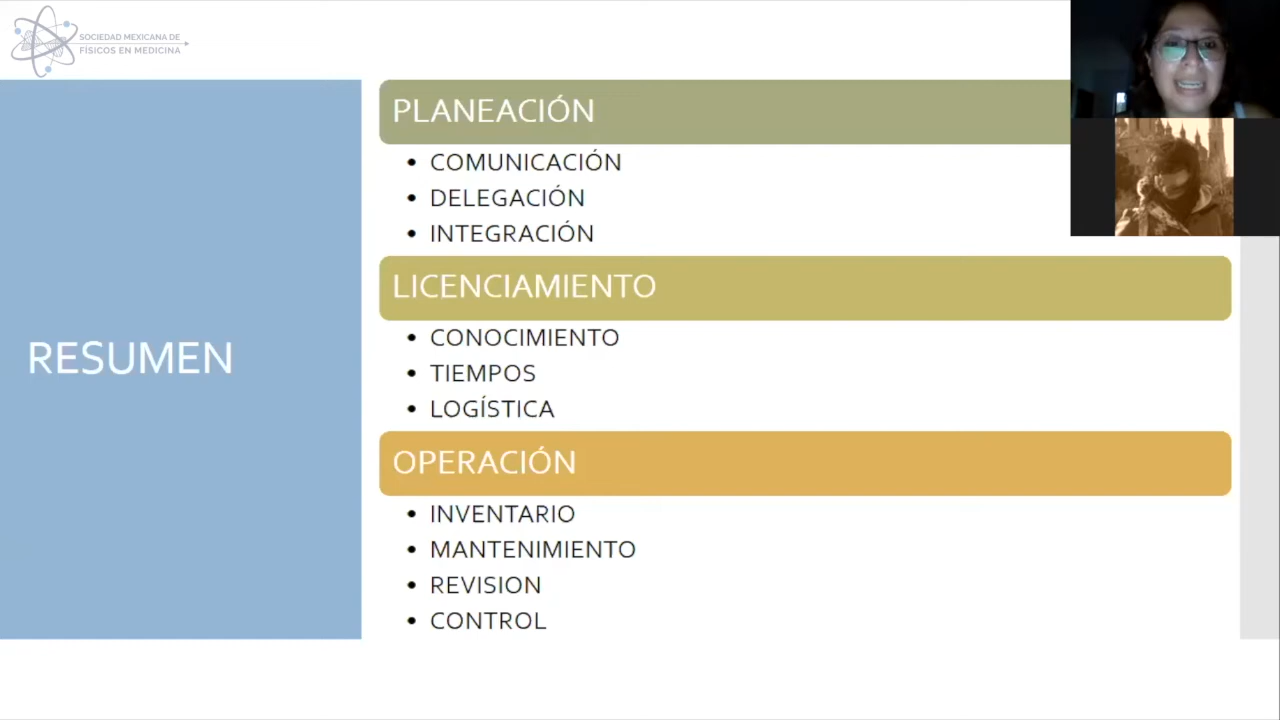 SOCIEDAD MEXICANA DE
FÍSICOS EN MEDICINA
RESUMEN
PLANEACIÓN
• COMUNICACIÓN
• DELEGACIÓN
• INTEGRACIÓN
LICENCIAMIENTO
• CONOCIMIENTO
• TIEMPOS
• LOGÍSTICA
OPERACIÓN
• INVENTARIO
• MANTENIMIENTO
• REVISION
• CONTROL